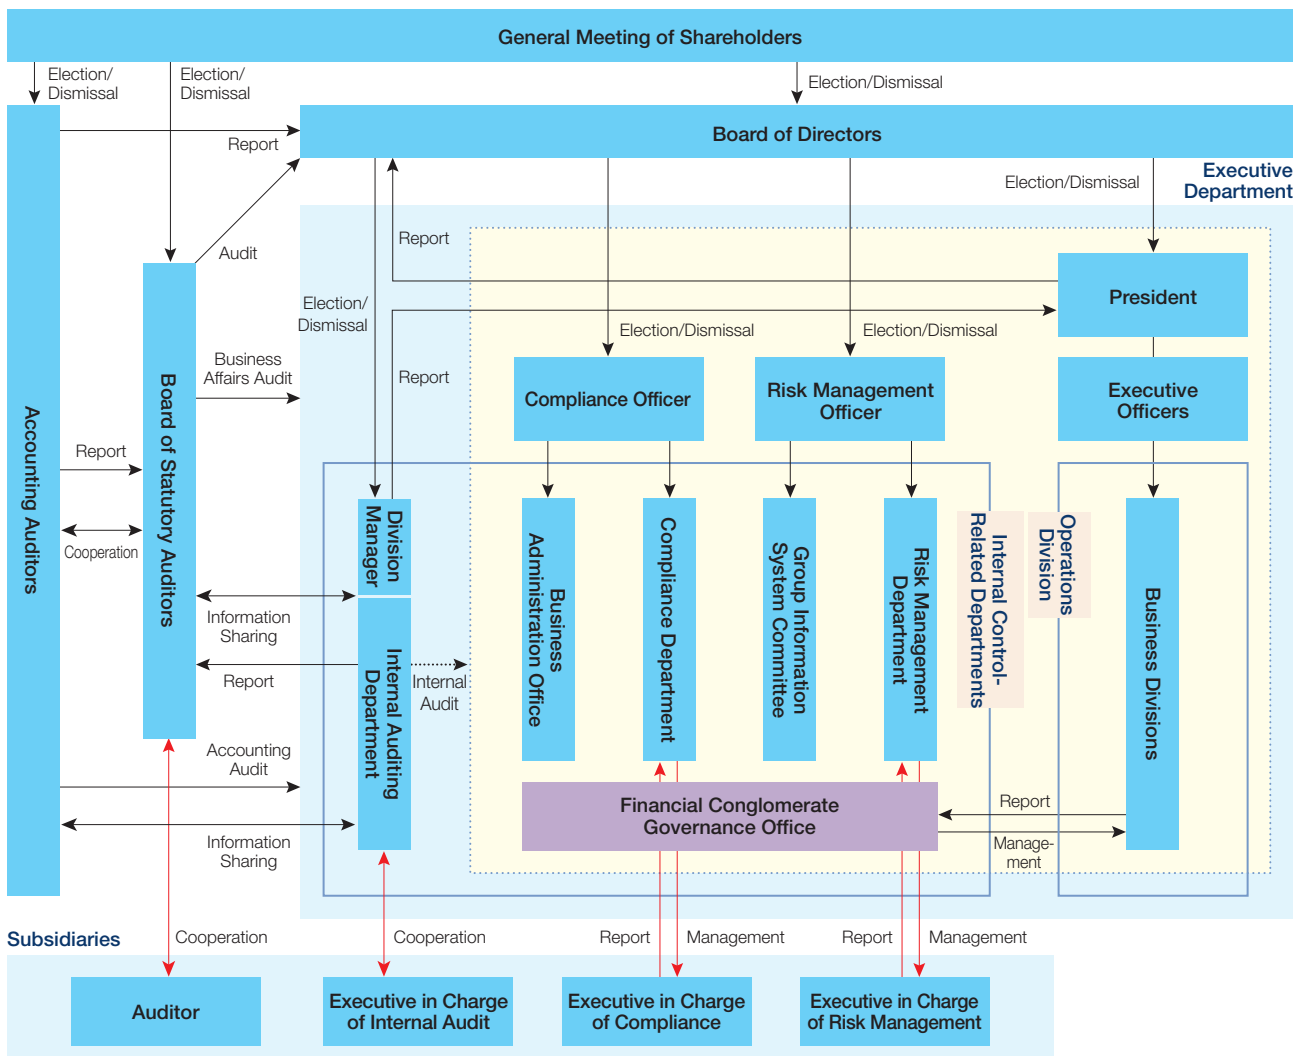 General Meeting of Shareholders
Election/
Dismissal
Election/
Dismissal
Election/Dismissal
Board of Directors
Report
Executive
Department
Election/Dismissal
Audit
Report
President
Election/
Dismissal
Election/Dismissal
Election/Dismissal
Business
Affairs Audit
Report
Compliance Officer
Risk Management
Officer
Executive
Officers
Accounting Auditors
Board of Statutory Auditors
Report
Cooperation
Division
Manager
Information
Sharing
Report
Internal Auditing
Department
Internal
Audit
Business
Administration Office
Compliance Department
Group Information
System Committee
Risk Management
Department
Internal Control-
Related Departments
Operations
Division
Business Divisions
Accounting
Audit
Information
Sharing
Financial Conglomerate
Governance Office
Report
Manage-
ment
Subsidiaries
Cooperation
Cooperation
Report
Management
Report
Management
Auditor
Executive in Charge
of Internal Audit
Executive in Charge
of Compliance
Executive in Charge
of Risk Management